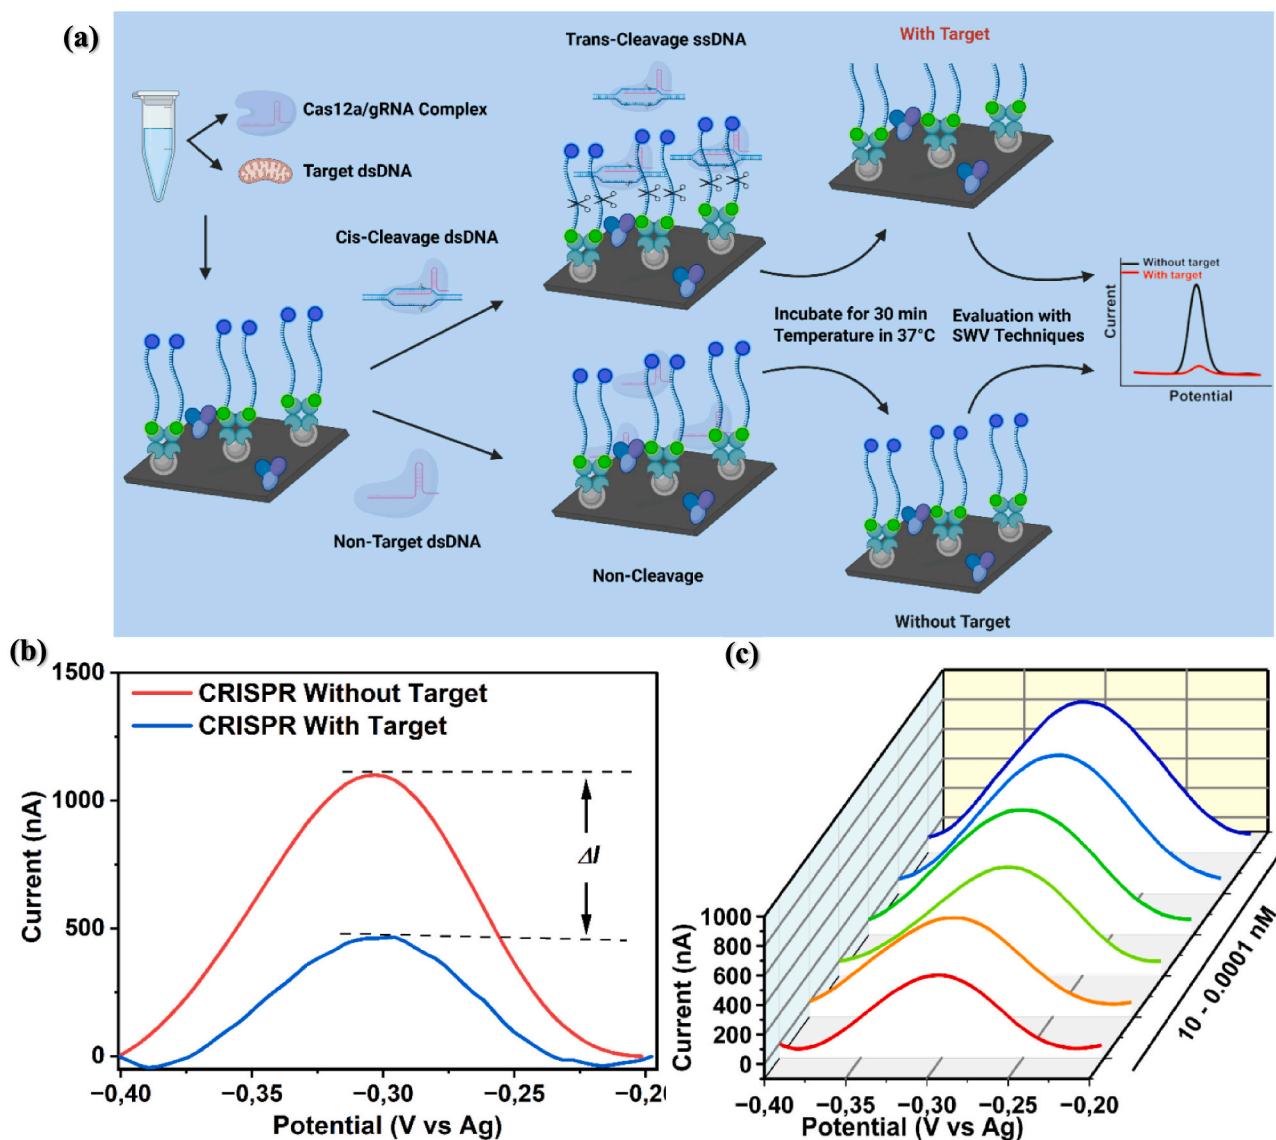 (a)
Trans-Cleavage ssDNA
With Target
Cas12a/gRNA Complex
Target dsDNA
Cis-Cleavage dsDNA
Incubate for 30 min
Temperature in 37°C
Evaluation with
SWV Techniques
Without target
With target
Current
Potential
Non-Target dsDNA
Non-Cleavage
Without Target
(b)
1500
1000
500
0
Current (nA)
CRISPR Without Target
CRISPR With Target
ΔI
−0,40
−0,35
−0,30
−0,25
−0,20
Potential (V vs Ag)
(c)
1000
800
600
400
200
0
Current (nA)
−0,40
−0,35
−0,30
−0,25
−0,20
Potential (V vs Ag)
10 - 0.0001 nM